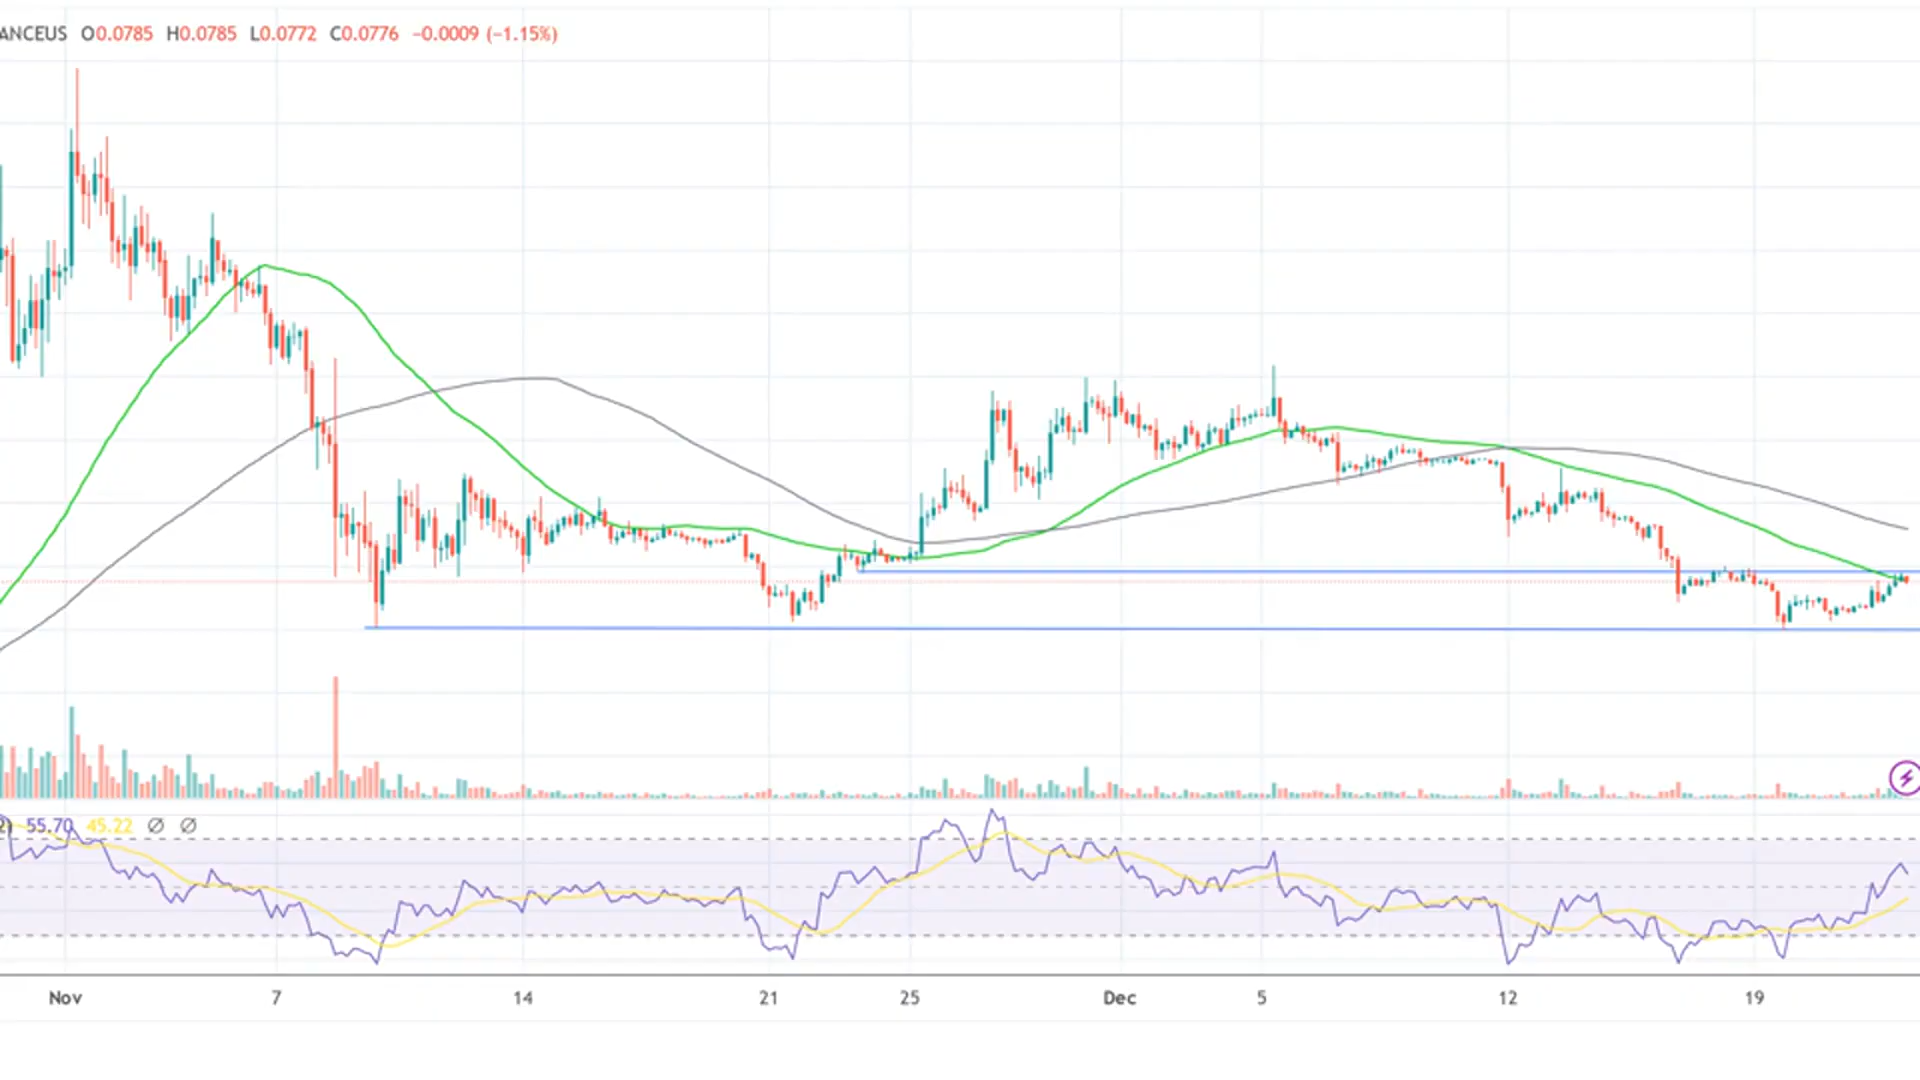 ANCEUS O0.0785 H0.0785 L0.0772 C0.0776 −0.0009 (−1.15%)
2) 55.70 45.22 Ø Ø
Nov 7 14 21 25 Dec 5 12 19